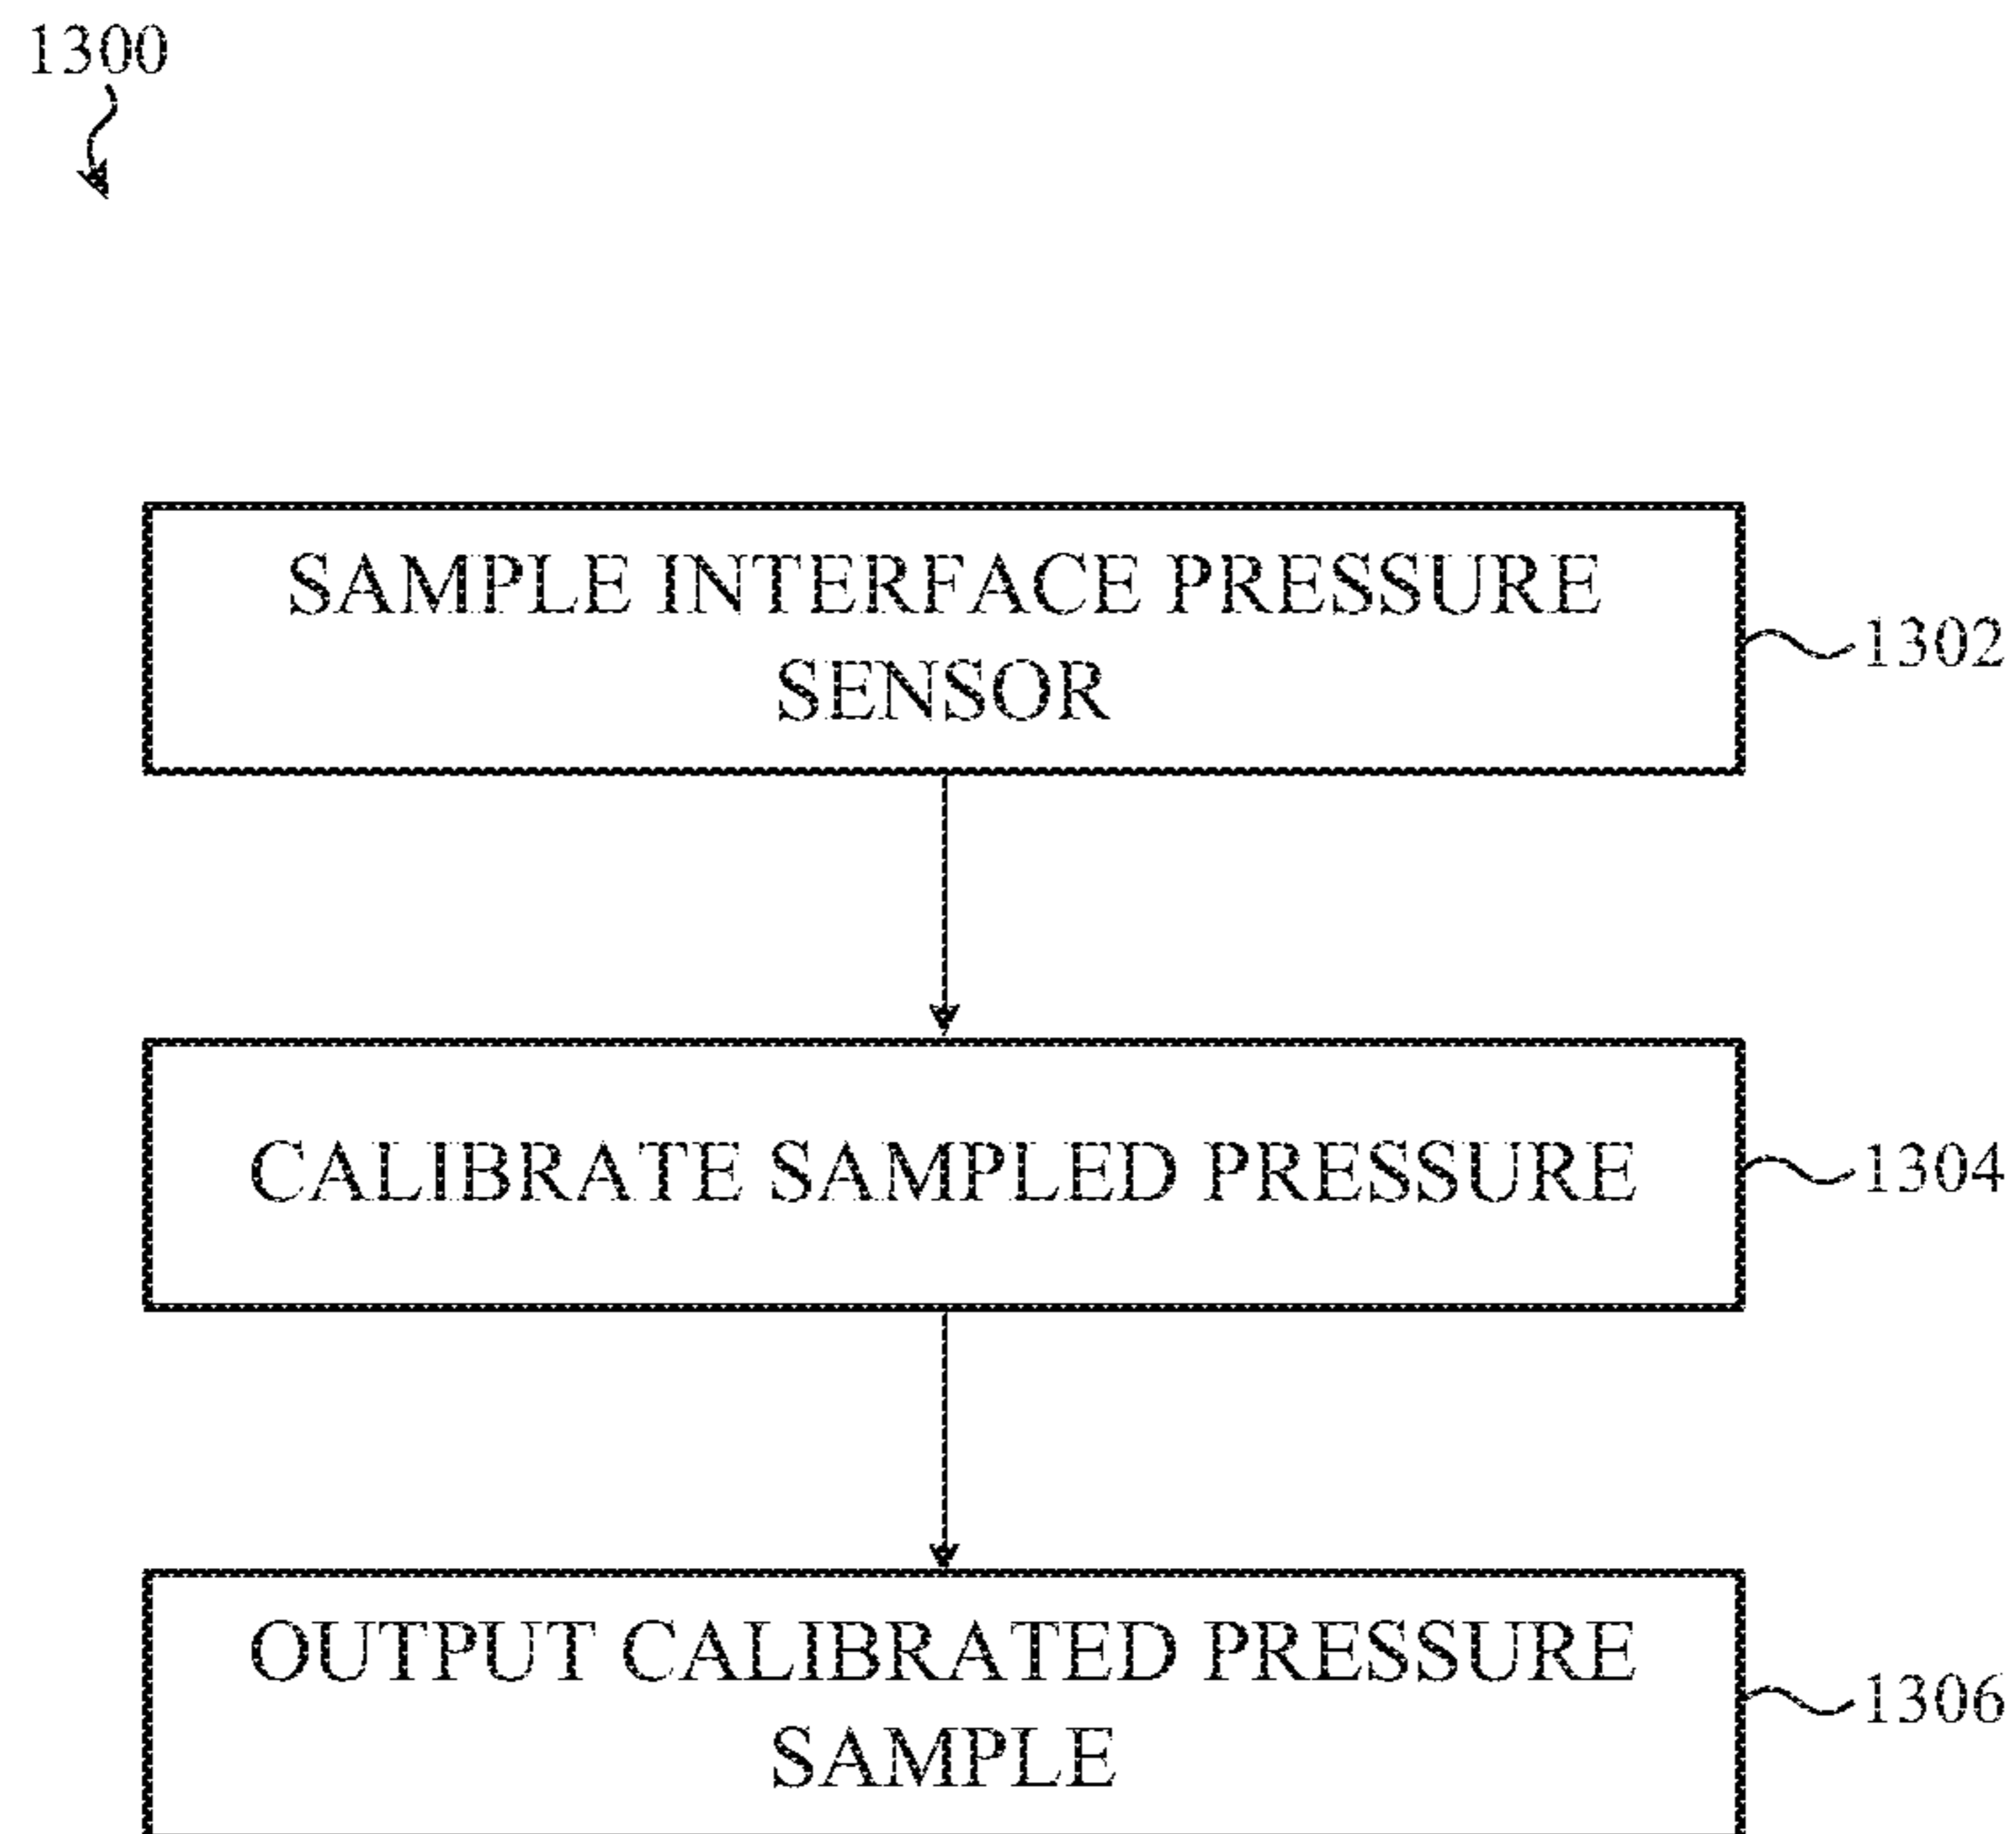 1300
SAMPLE INTERFACE PRESSURE
SENSOR
1302
CALIBRATE SAMPLED PRESSURE
1304
OUTPUT CALIBRATED PRESSURE
SAMPLE
1306